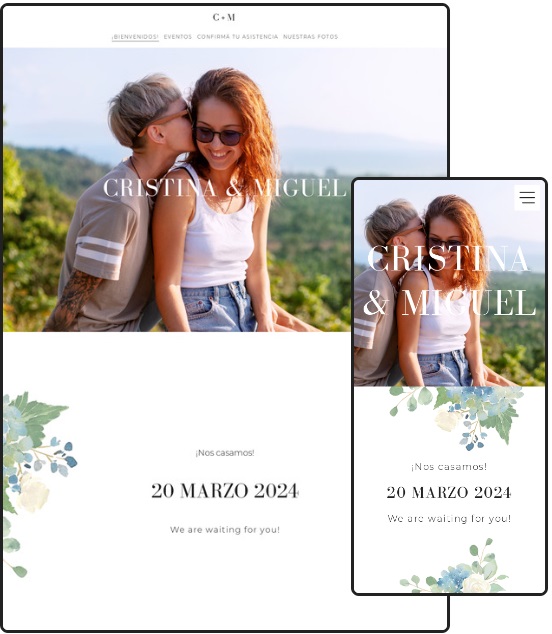 C+M
¡BIENVENIDOS! EVENTOS CONFIRMÁ TU ASISTENCIA NUESTRAS FOTOS
CRISTINA & MIGUEL
¡Nos casamos!
20 MARZO 2024
We are waiting for you!
CRISTINA
& MIGUEL
¡Nos casamos!
20 MARZO 2024
We are waiting for you!